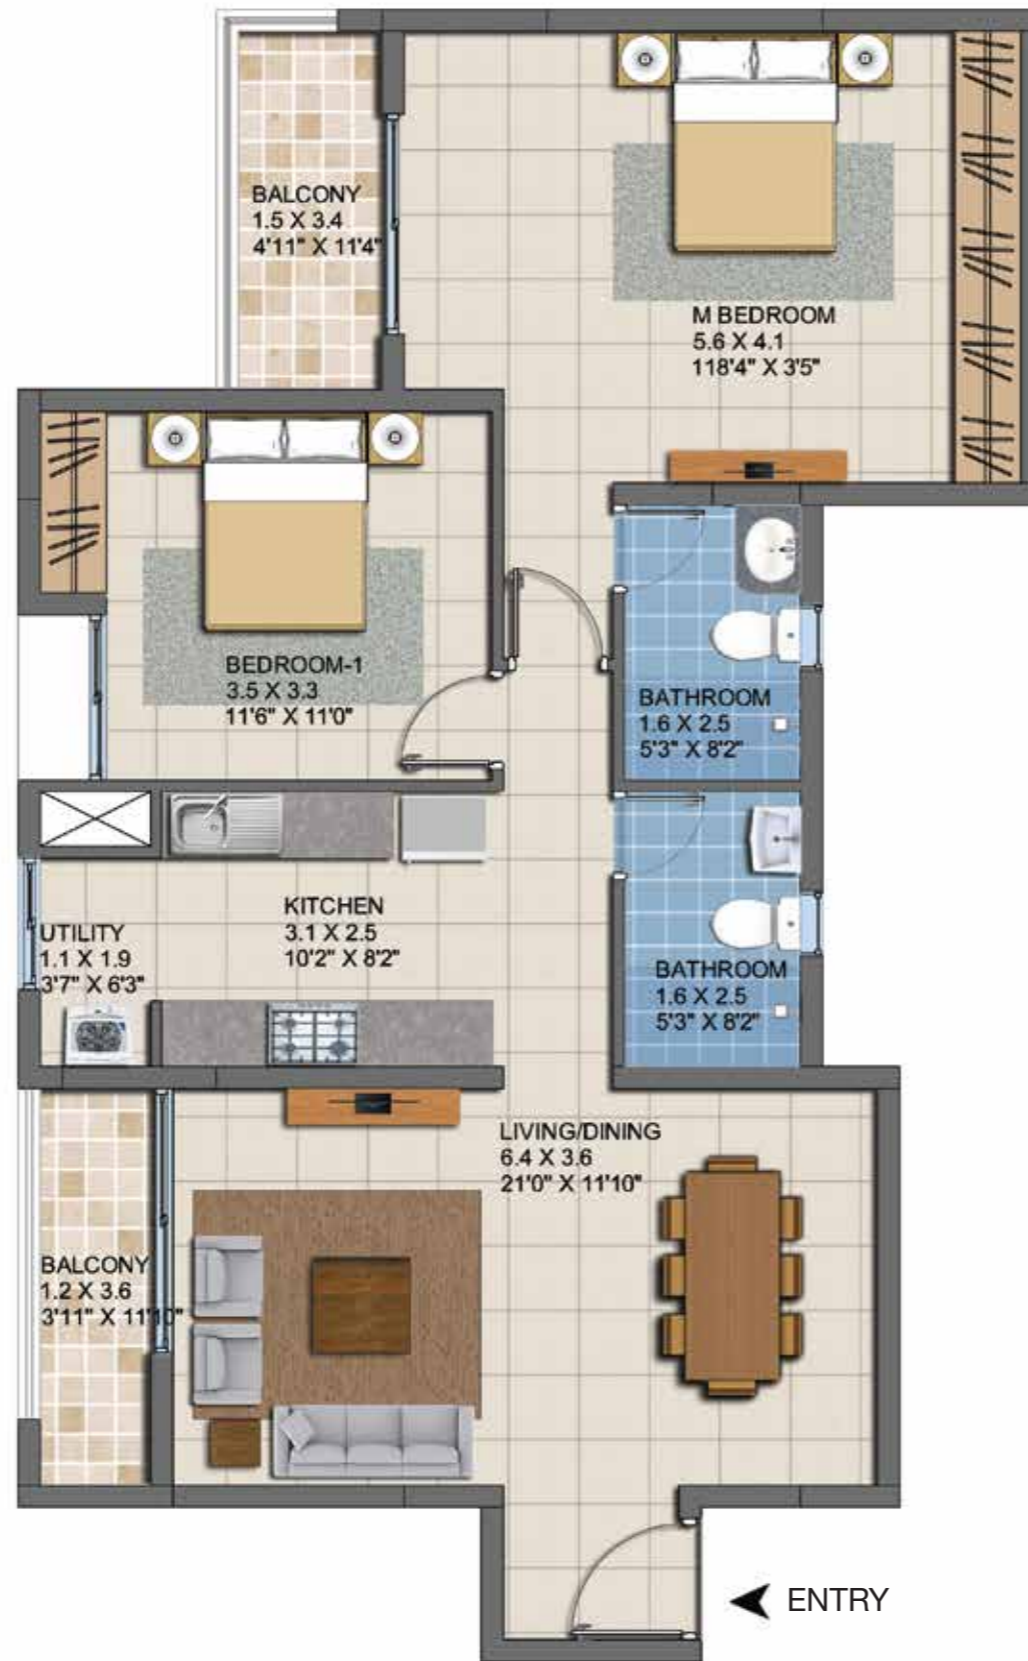 BALCONY
1.5 X 3.4
4'11" X 11'4"
M BEDROOM
5.6 X 4.1
118'4" X 3'5"
BEDROOM-1
3.5 X 3.3
11'6" X 11'0"
BATHROOM
1.6 X 2.5
5'3" X 8'2"
KITCHEN
3.1 X 2.5
10'2" X 8'2"
UTILITY
1.1 X 1.9
3'7" X 6'3"
BATHROOM
1.6 X 2.5
5'3" X 8'2"
LIVING/DINING
6.4 X 3.6
21'0" X 11'10"
BALCONY
1.2 X 3.6
3'11" X 11'10"
ENTRY